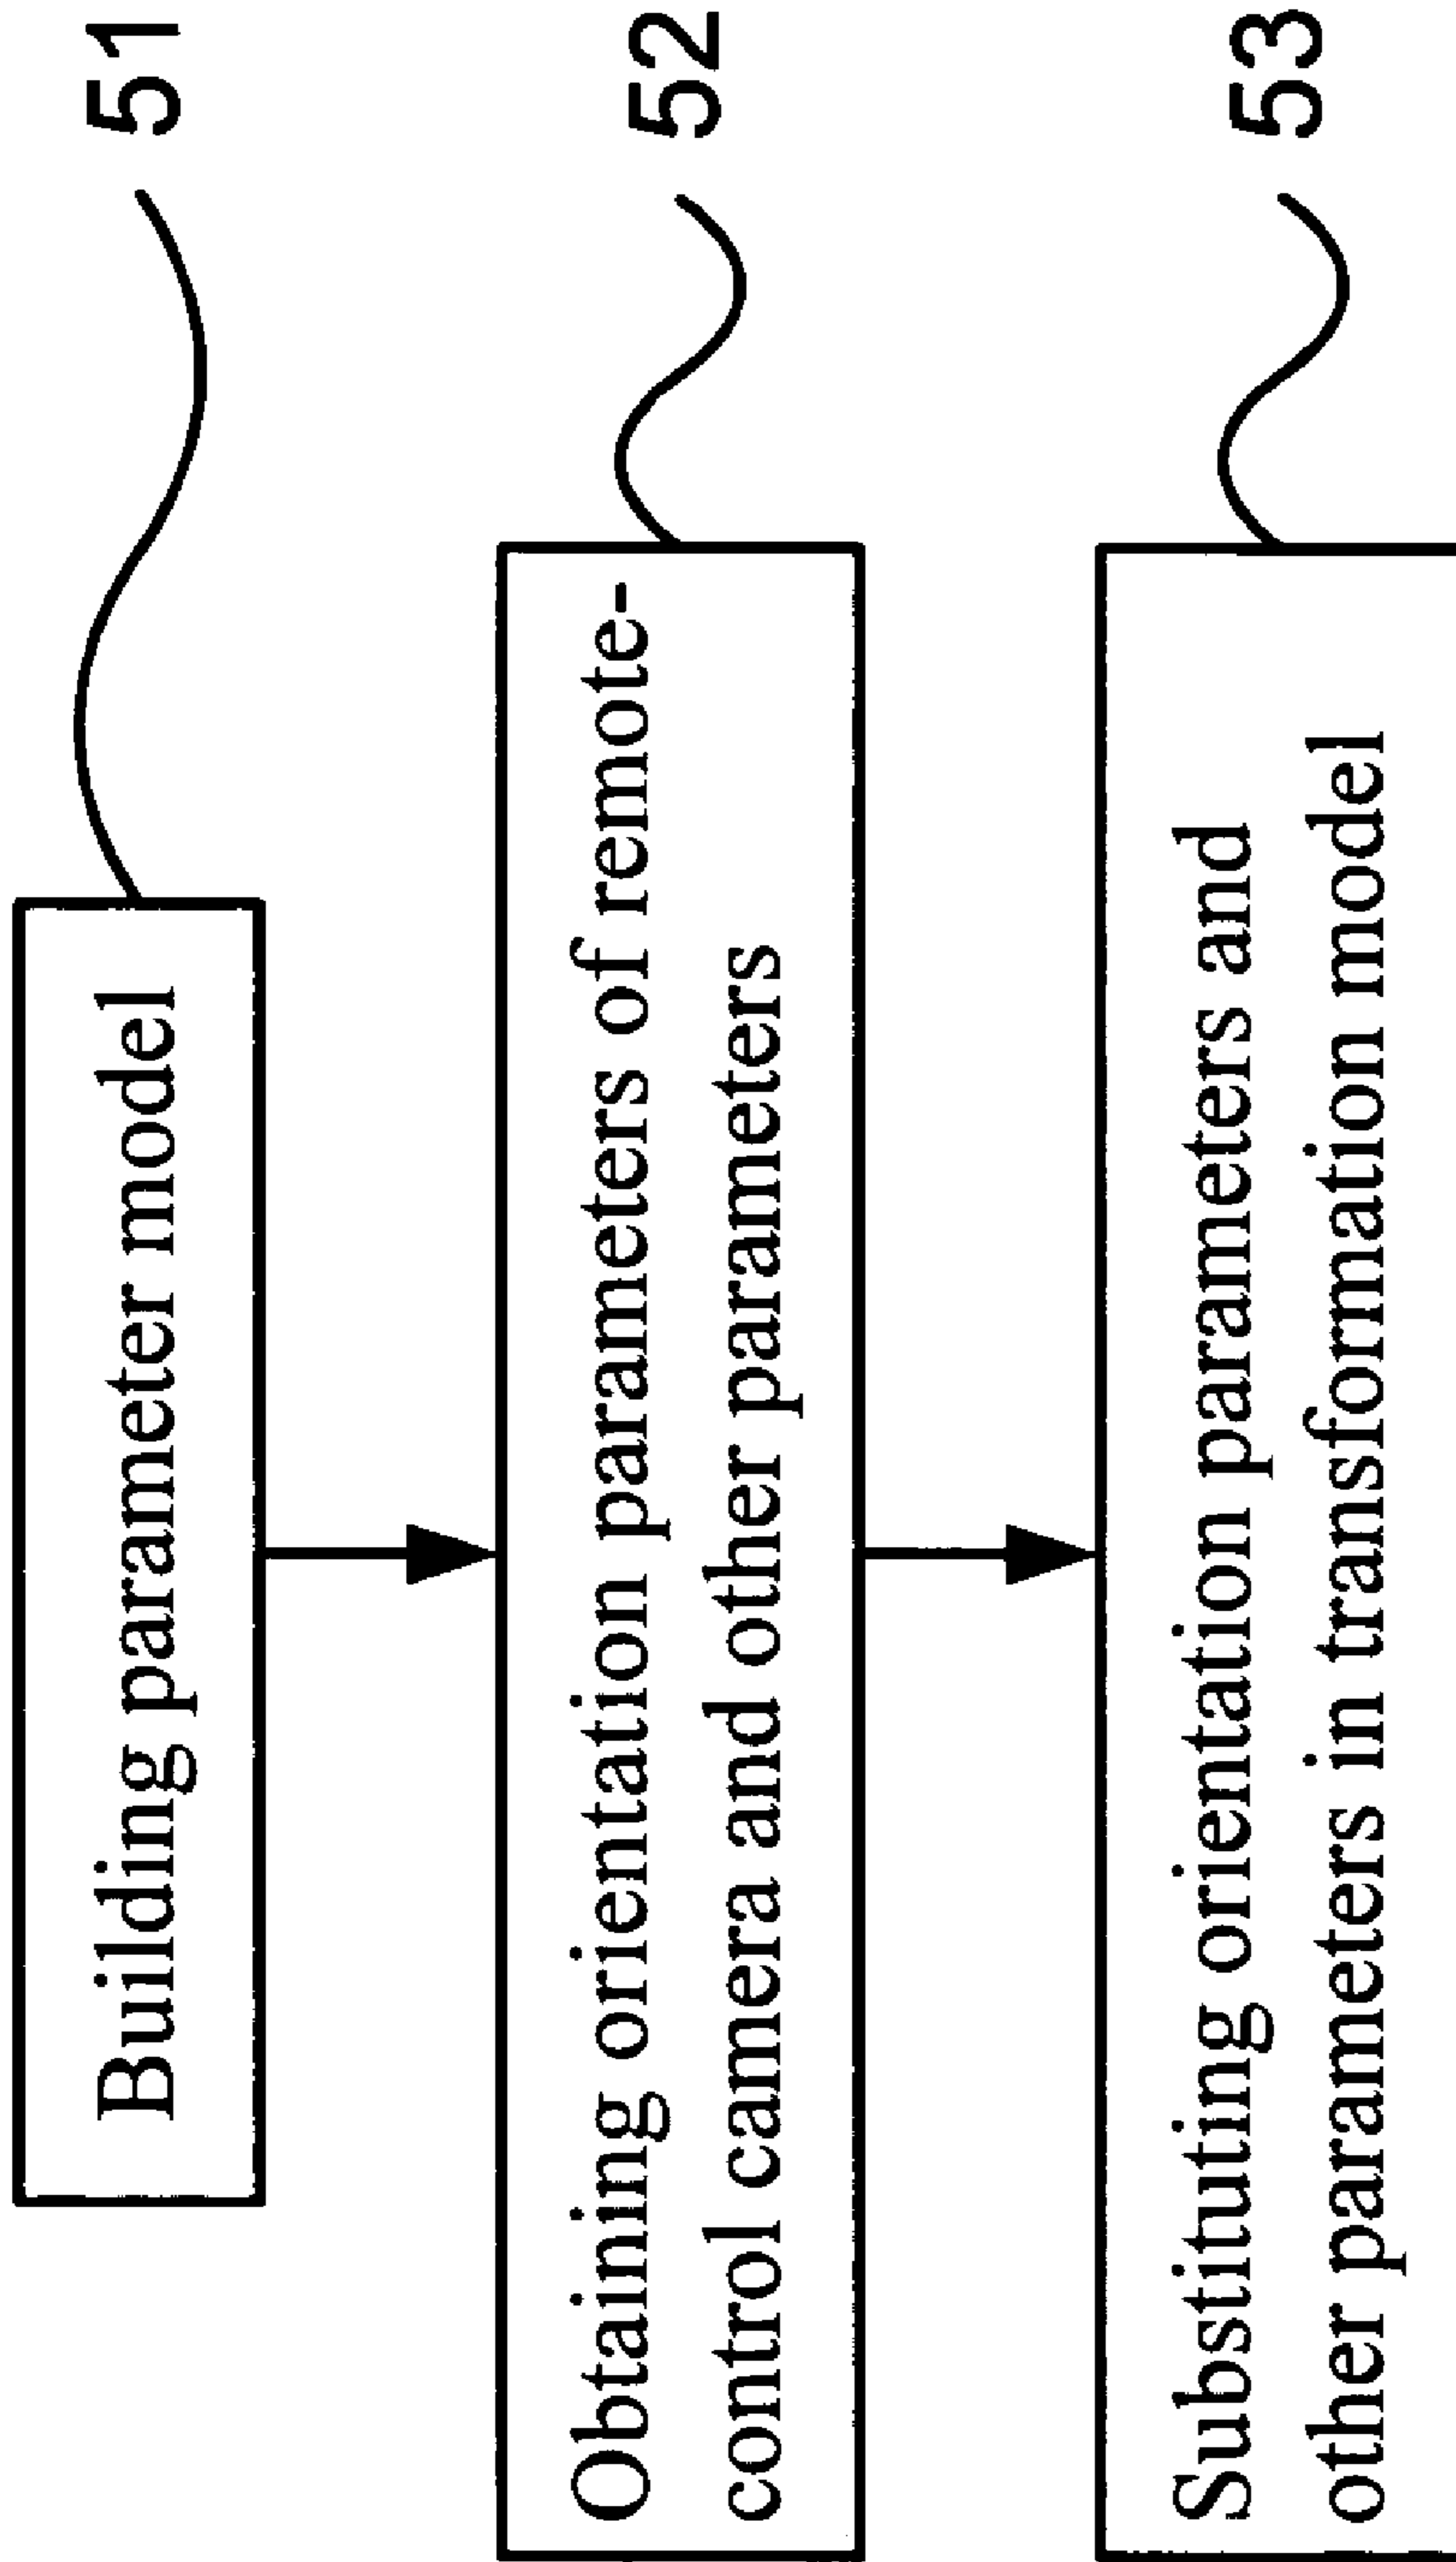 Building parameter model
51
Obtaining orientation parameters of remote-
control camera and other parameters
52
Substituting orientation parameters and
other parameters in transformation model
53